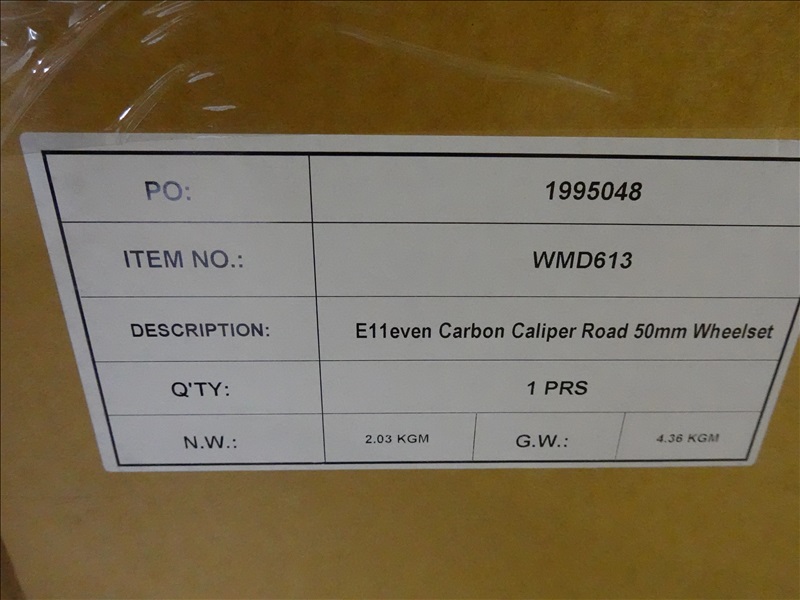 PO: 1995048
ITEM NO.: WMD613
DESCRIPTION: E11even Carbon Caliper Road 50mm Wheelset
Q'TY: 1 PRS
N.W.: 2.03 KGM G.W.: 4.36 KGM